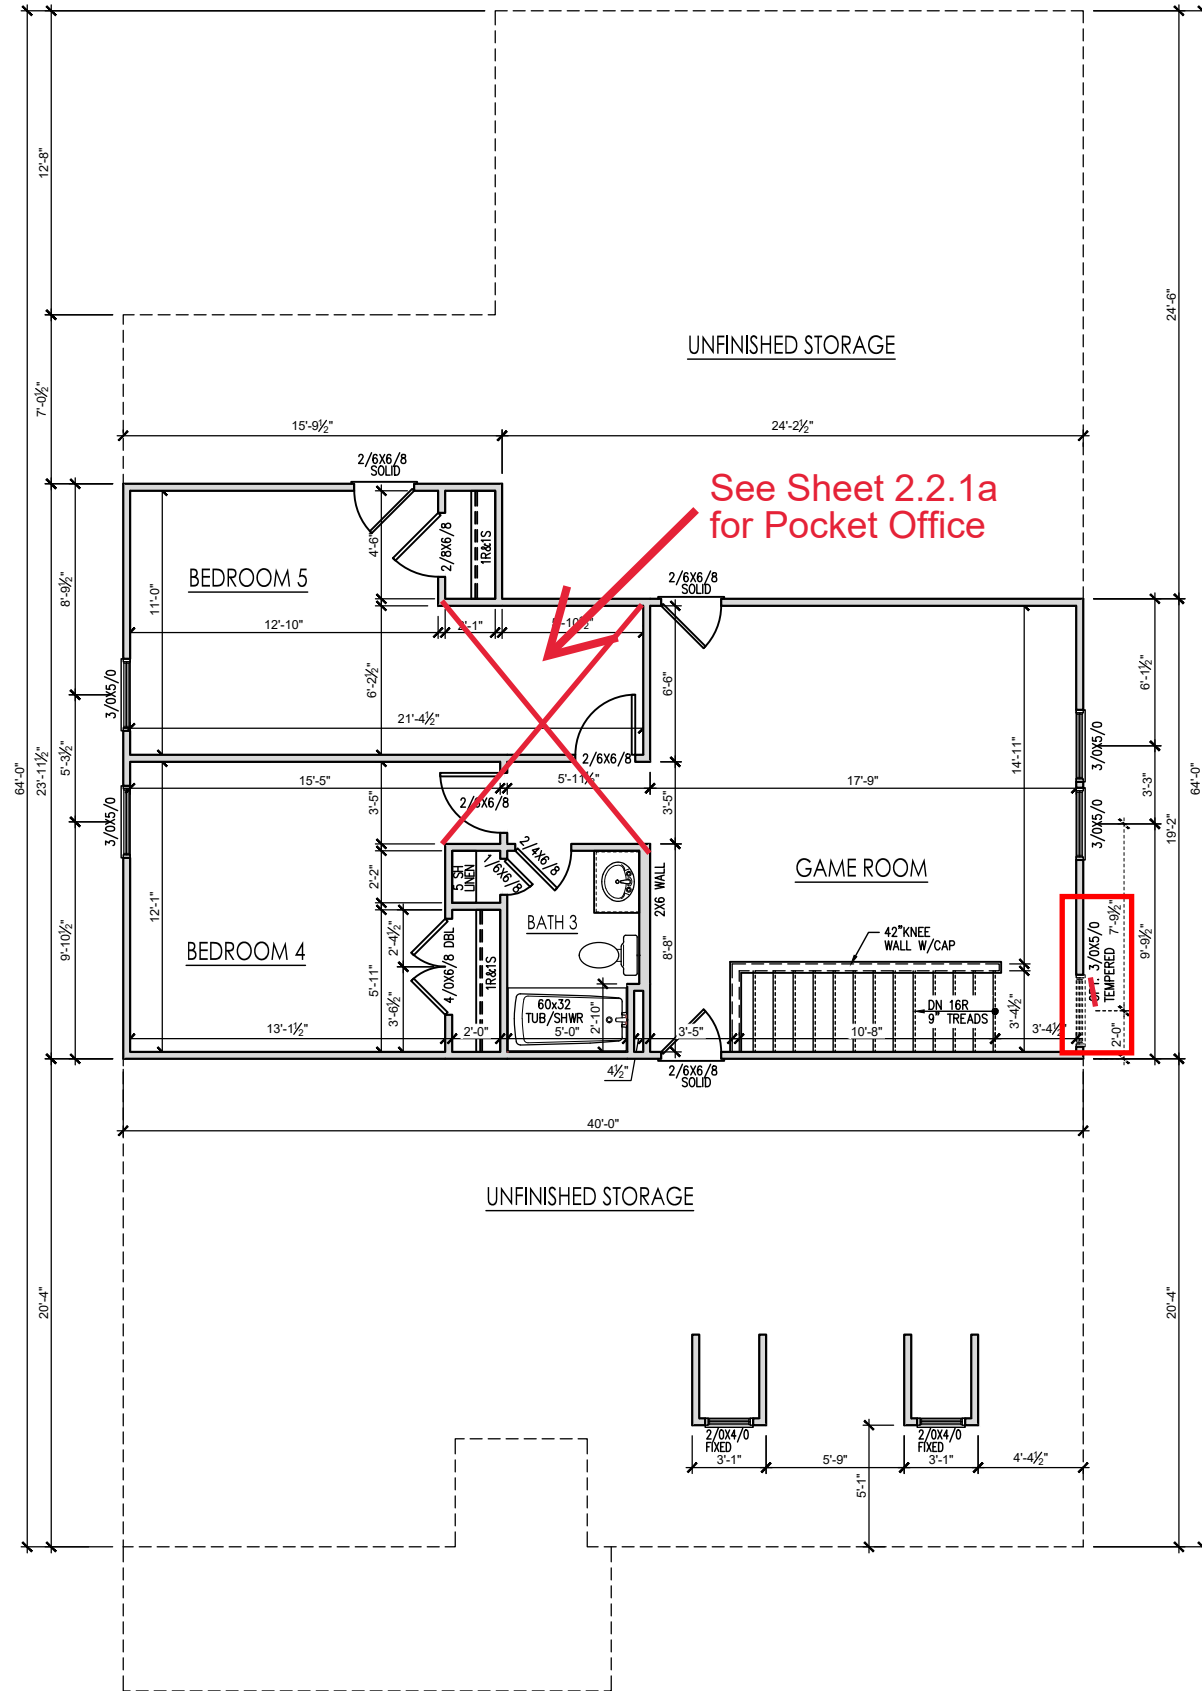 12'-8"
24'-6"
64'-0"
UNFINISHED STORAGE
7'-0½"
15'-9½"
24'-2½"
2/6X6/8
SOLID
See Sheet 2.2.1a
for Pocket Office
4'-6"
2/8X6/8
1R&1S
BEDROOM 5
8'-9½"
11'-0"
2/6X6/8
SOLID
12'-10"
2'-1"
6'-2½"
6'-6"
6'-1½"
3/0X5/0
21'-4½"
14'-11"
3/0X5/0
2/6X6/8
64'-0"
23'-11½"
5'-3½"
15'-5"
5'-11½"
17'-9"
3'-3"
64'-0"
3/0X5/0
3'-5"
3'-5"
3/0X5/0
19'-2"
2/4X6/8
1/6X6/8
5 SH
LINEN
2'-2"
2X6 WALL
GAME ROOM
12'-1"
9'-10½"
BATH 3
42"KNEE
WALL W/CAP
7'-9½"
9'-9½"
BEDROOM 4
2'-4½"
4/0X6/8 DBL
1R&1S
8'-8"
3/0X5/0
TEMPERED
5'-11"
3'-6½"
60x32
TUB/SHWR
2'-10"
DN 16R
9" TREADS
3'-4½"
13'-1½"
2'-0"
5'-0"
3'-5"
10'-8"
3'-4½"
2'-0"
4½"
2/6X6/8
SOLID
40'-0"
UNFINISHED STORAGE
20'-4"
20'-4"
2/0X4/0
FIXED
2/0X4/0
FIXED
3'-1"
5'-9"
3'-1"
4'-4½"
5'-1"